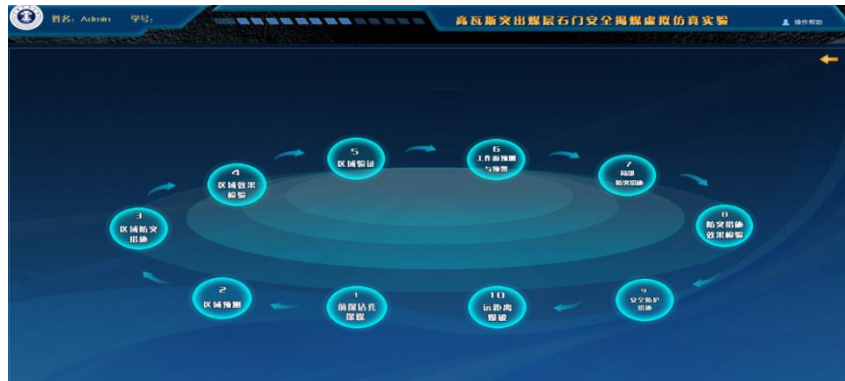 姓名: Admin 学号:
高瓦斯突出煤层石门安全揭煤虚拟仿真实验
操作帮助
1
前探钻孔
探煤
2
区域预测
3
区域防突
措施
4
区域效果
检验
5
区域验证
6
工作面预测
与预警
7
局部
防突措施
8
防突措施
效果检验
9
安全防护
措施
10
远距离
爆破